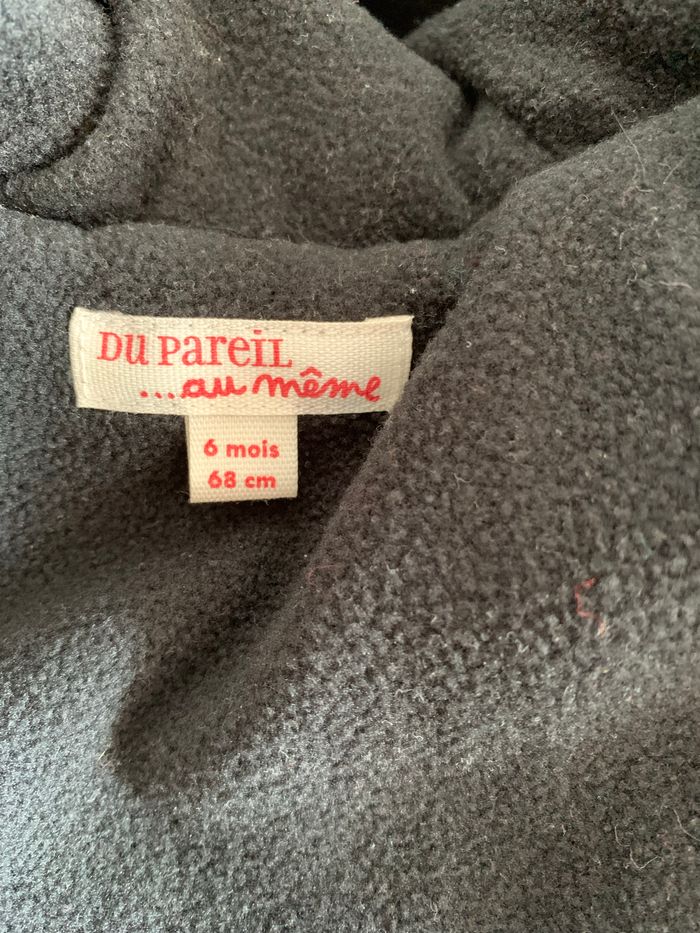 Du pareil
...au même
6 mois
68 cm